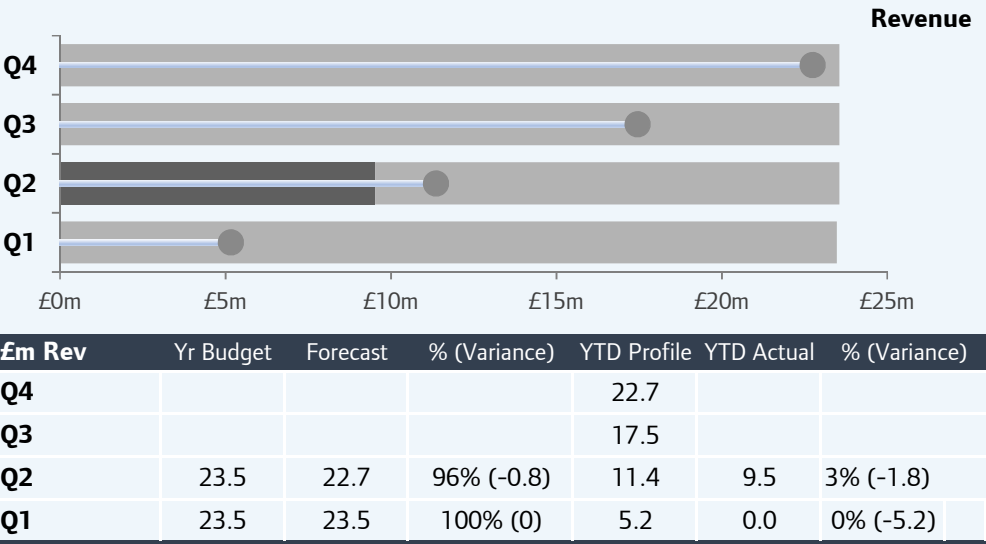 Revenue
Q4
Q3
Q2
Q1
£0m £5m £10m £15m £20m £25m
£m Rev Yr Budget Forecast % (Variance) YTD Profile YTD Actual % (Variance)
Q4 22.7
Q3 17.5
Q2 23.5 22.7 96% (-0.8) 11.4 9.5 3% (-1.8)
Q1 23.5 23.5 100% (0) 5.2 0.0 0% (-5.2)